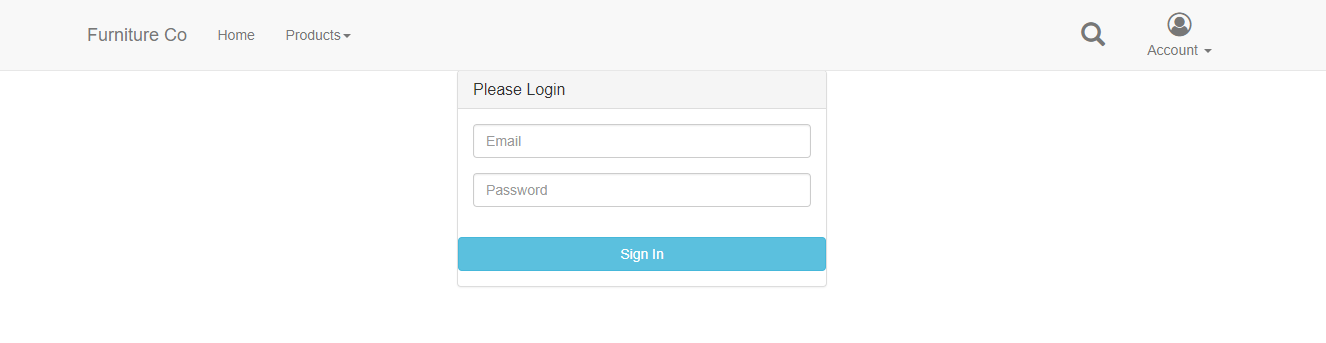 Furniture Co Home Products
Account
Please Login
Email
Password
Sign In